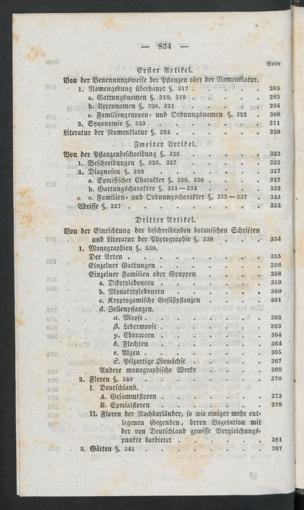 — 834 —
Seite
Erster Artikel.
Von der Benennungsweise der Pflanzen oder der Nomenklatur.
1. Namengebung überhaupt §. 317 . . . . . . . 283
a. Gattungsnamen §. 318, 319 . . . . . . . 285
b. Artennamen §. 320, 321 . . . . . . . 294
c. Familiengruppen- und Ordnungsnamen §. 322 . 308
2. Synonymie §. 323 . . . . . . . 311
Literatur der Nomenklatur §. 324 . . . . . . . 320
Zweiter Artikel.
Von der Pflanzenbeschreibung §. 325 . . . . . . . 322
1. Beschreibungen §. 326, 327 . . . . . . . 322
2. Diagnosen §. 328 . . . . . . . 327
a. Specifischer Charakter §. 329, 330 . . . . . 327
b. Gattungscharakter §. 331—334 . . . . . 332
c. Familien- und Ordnungscharakter §. 335—337 . 343
Abrisse §. 337 . . . . . . . 353
Dritter Artikel.
Von der Einrichtung der beschreibenden botanischen Schriften
und Literatur der Phytographie §. 338 . . . . 354
1. Monographien §. 339.
Der Arten . . . . . . . 355
Einzelner Gattungen . . . . . . . 356
Einzelner Familien oder Gruppen . . . . . 358
a. Dikotyledoneen . . . . . . . 359
b. Monokotyledoneen . . . . . . . 360
c. Kryptogamische Gefäßpflanzen . . . . . 361
d. Zellenpflanzen.
α. Moose . . . . . . . 362
β. Lebermoose . . . . . . . 363
γ. Characeen . . . . . . . 364
δ. Flechten . . . . . . . 364
ε. Algen . . . . . . . 365
ζ. Pilzartige Gewächse . . . . . 367
Andere monographische Werke . . . . . 368
2. Floren §. 340 . . . . . . . 370
I. Deutschland.
A. Gesammtfloren . . . . . . . 373
B. Specialfloren . . . . . . . 378
II. Floren der Nachbarländer, so wie einiger mehr ent-
legenen Gegenden, deren Vegetation mit
der von Deutschland gewisse Vergleichungs-
punkte darbietet . . . . . . . 381
3. Gärten §. 341 . . . . . . . 387